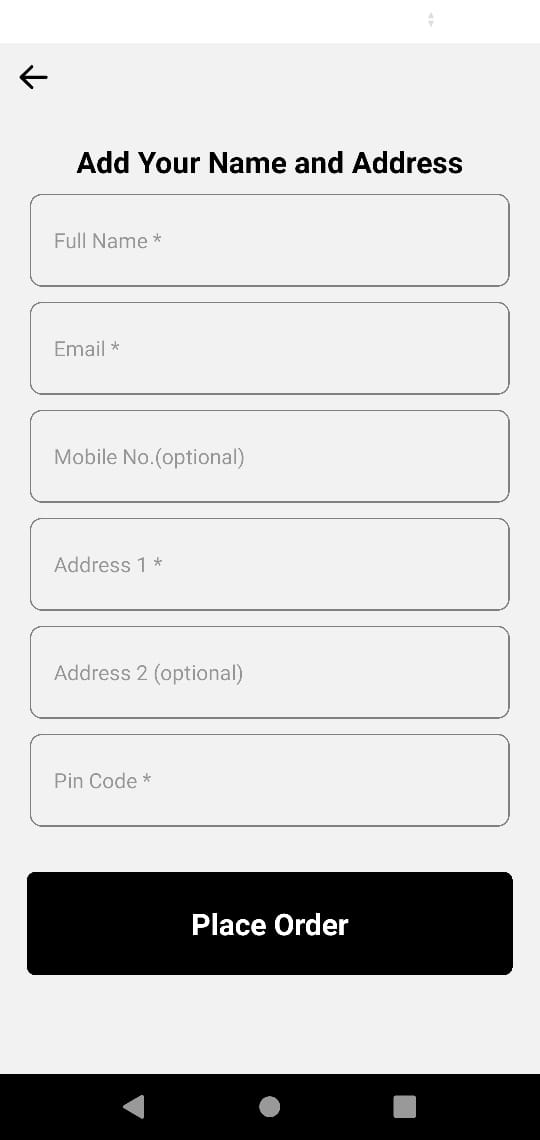 Add Your Name and Address
Full Name *
Email *
Mobile No.(optional)
Address 1 *
Address 2 (optional)
Pin Code *
Place Order